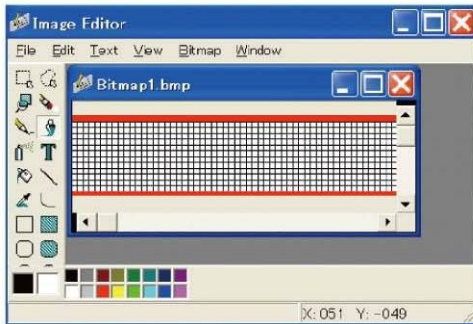 Image Editor
File Edit Text View Bitmap Window
Bitmap1.bmp
T
X: 051 Y: -049